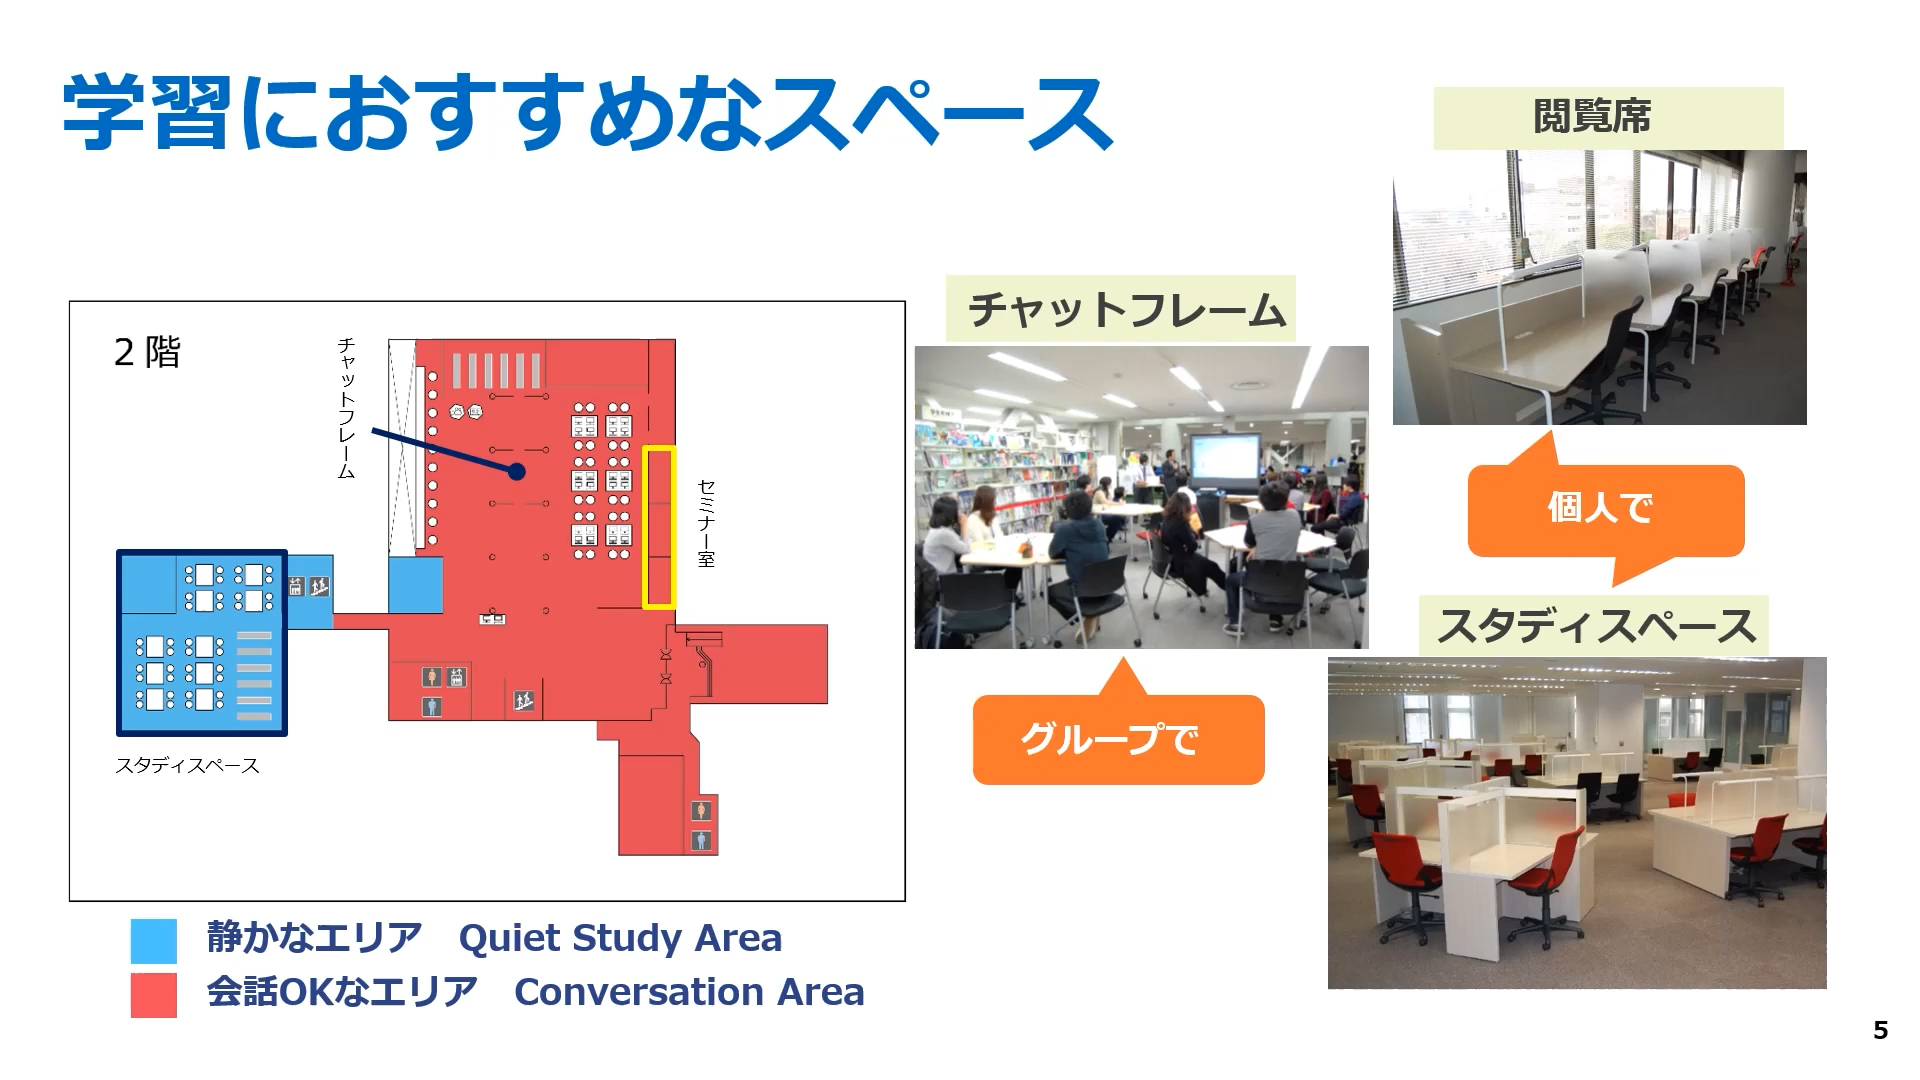 学習におすすめなスペース
閲覧席
チャットフレーム
2階
チャットフレーム
セミナー室
スタディスペース
個人で
スタディスペース
グループで
静かなエリア Quiet Study Area
会話OKなエリア Conversation Area
5